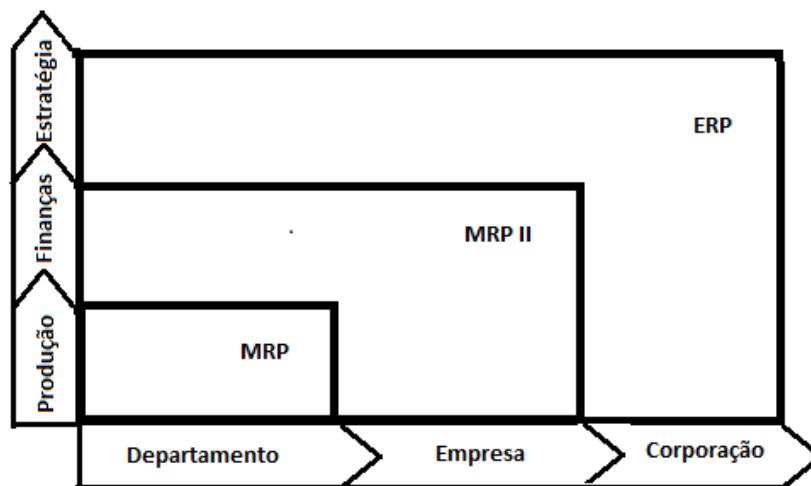 Estratégia
ERP
Finanças
MRP II
Produção
MRP
Departamento
Empresa
Corporação